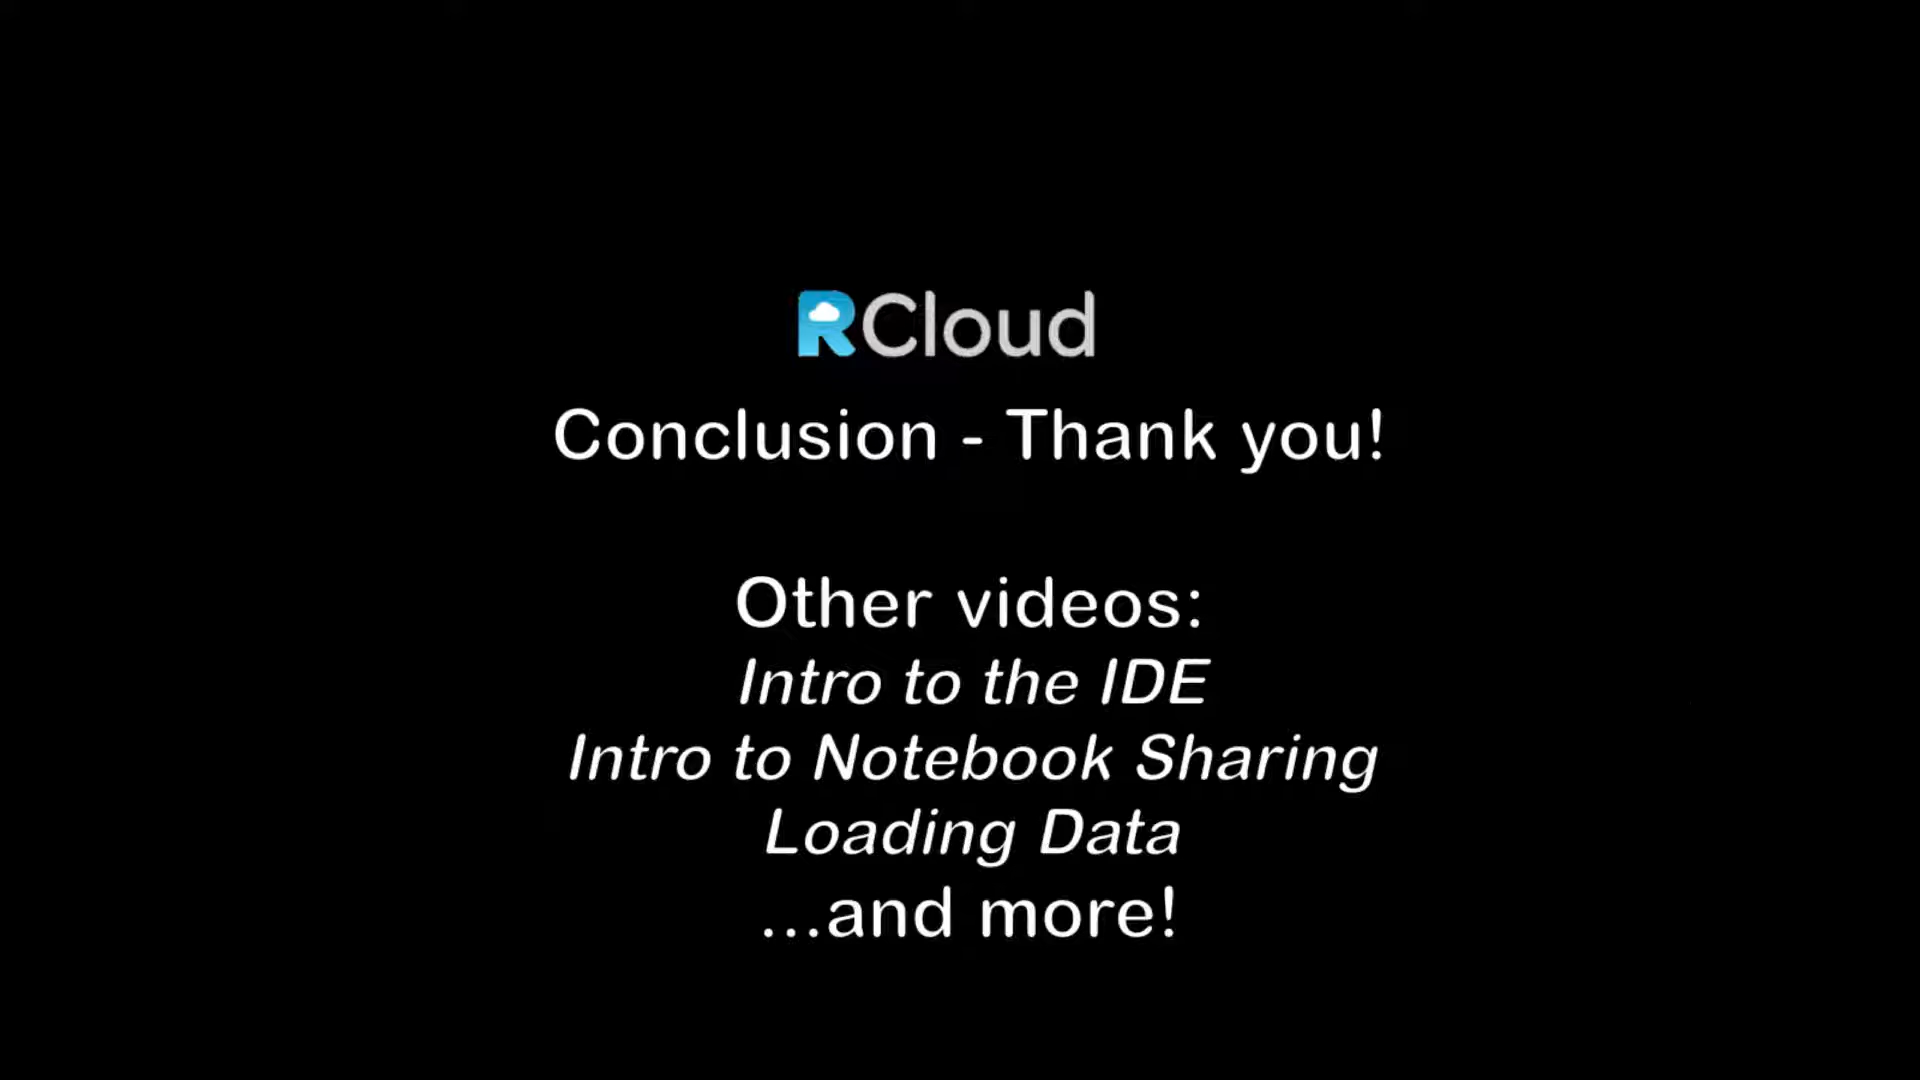 RCloud
Conclusion - Thank you!
Other videos:
Intro to the IDE
Intro to Notebook Sharing
Loading Data
...and more!